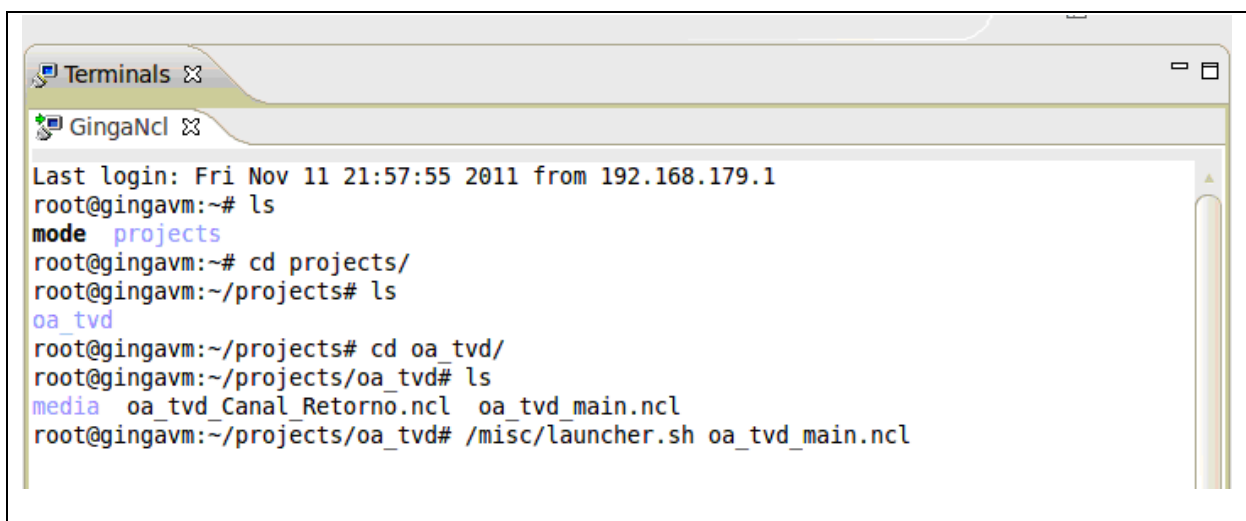 Terminals
GingaNcl
Last login: Fri Nov 11 21:57:55 2011 from 192.168.179.1
root@gingavm:~# ls
mode  projects
root@gingavm:~# cd projects/
root@gingavm:~/projects# ls
oa_tvd
root@gingavm:~/projects# cd oa_tvd/
root@gingavm:~/projects/oa_tvd# ls
media  oa_tvd_Canal_Retorno.ncl  oa_tvd_main.ncl
root@gingavm:~/projects/oa_tvd# /misc/launcher.sh oa_tvd_main.ncl